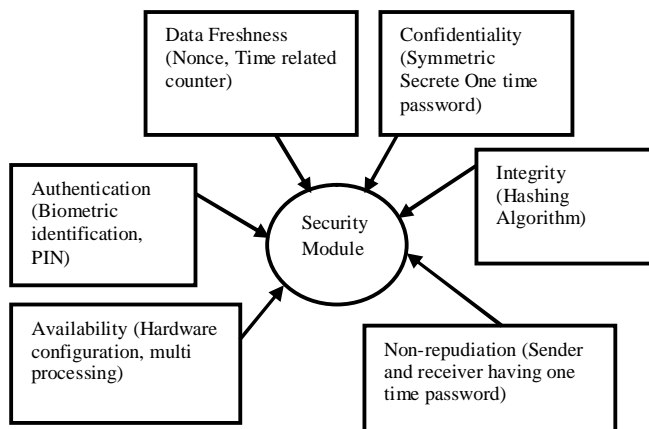 Data Freshness
(Nonce, Time related
counter)
Confidentiality
(Symmetric
Secrete One time
password)
Authentication
(Biometric
identification,
PIN)
Security
Module
Integrity
(Hashing
Algorithm)
Availability (Hardware
configuration, multi
processing)
Non-repudiation (Sender
and receiver having one
time password)